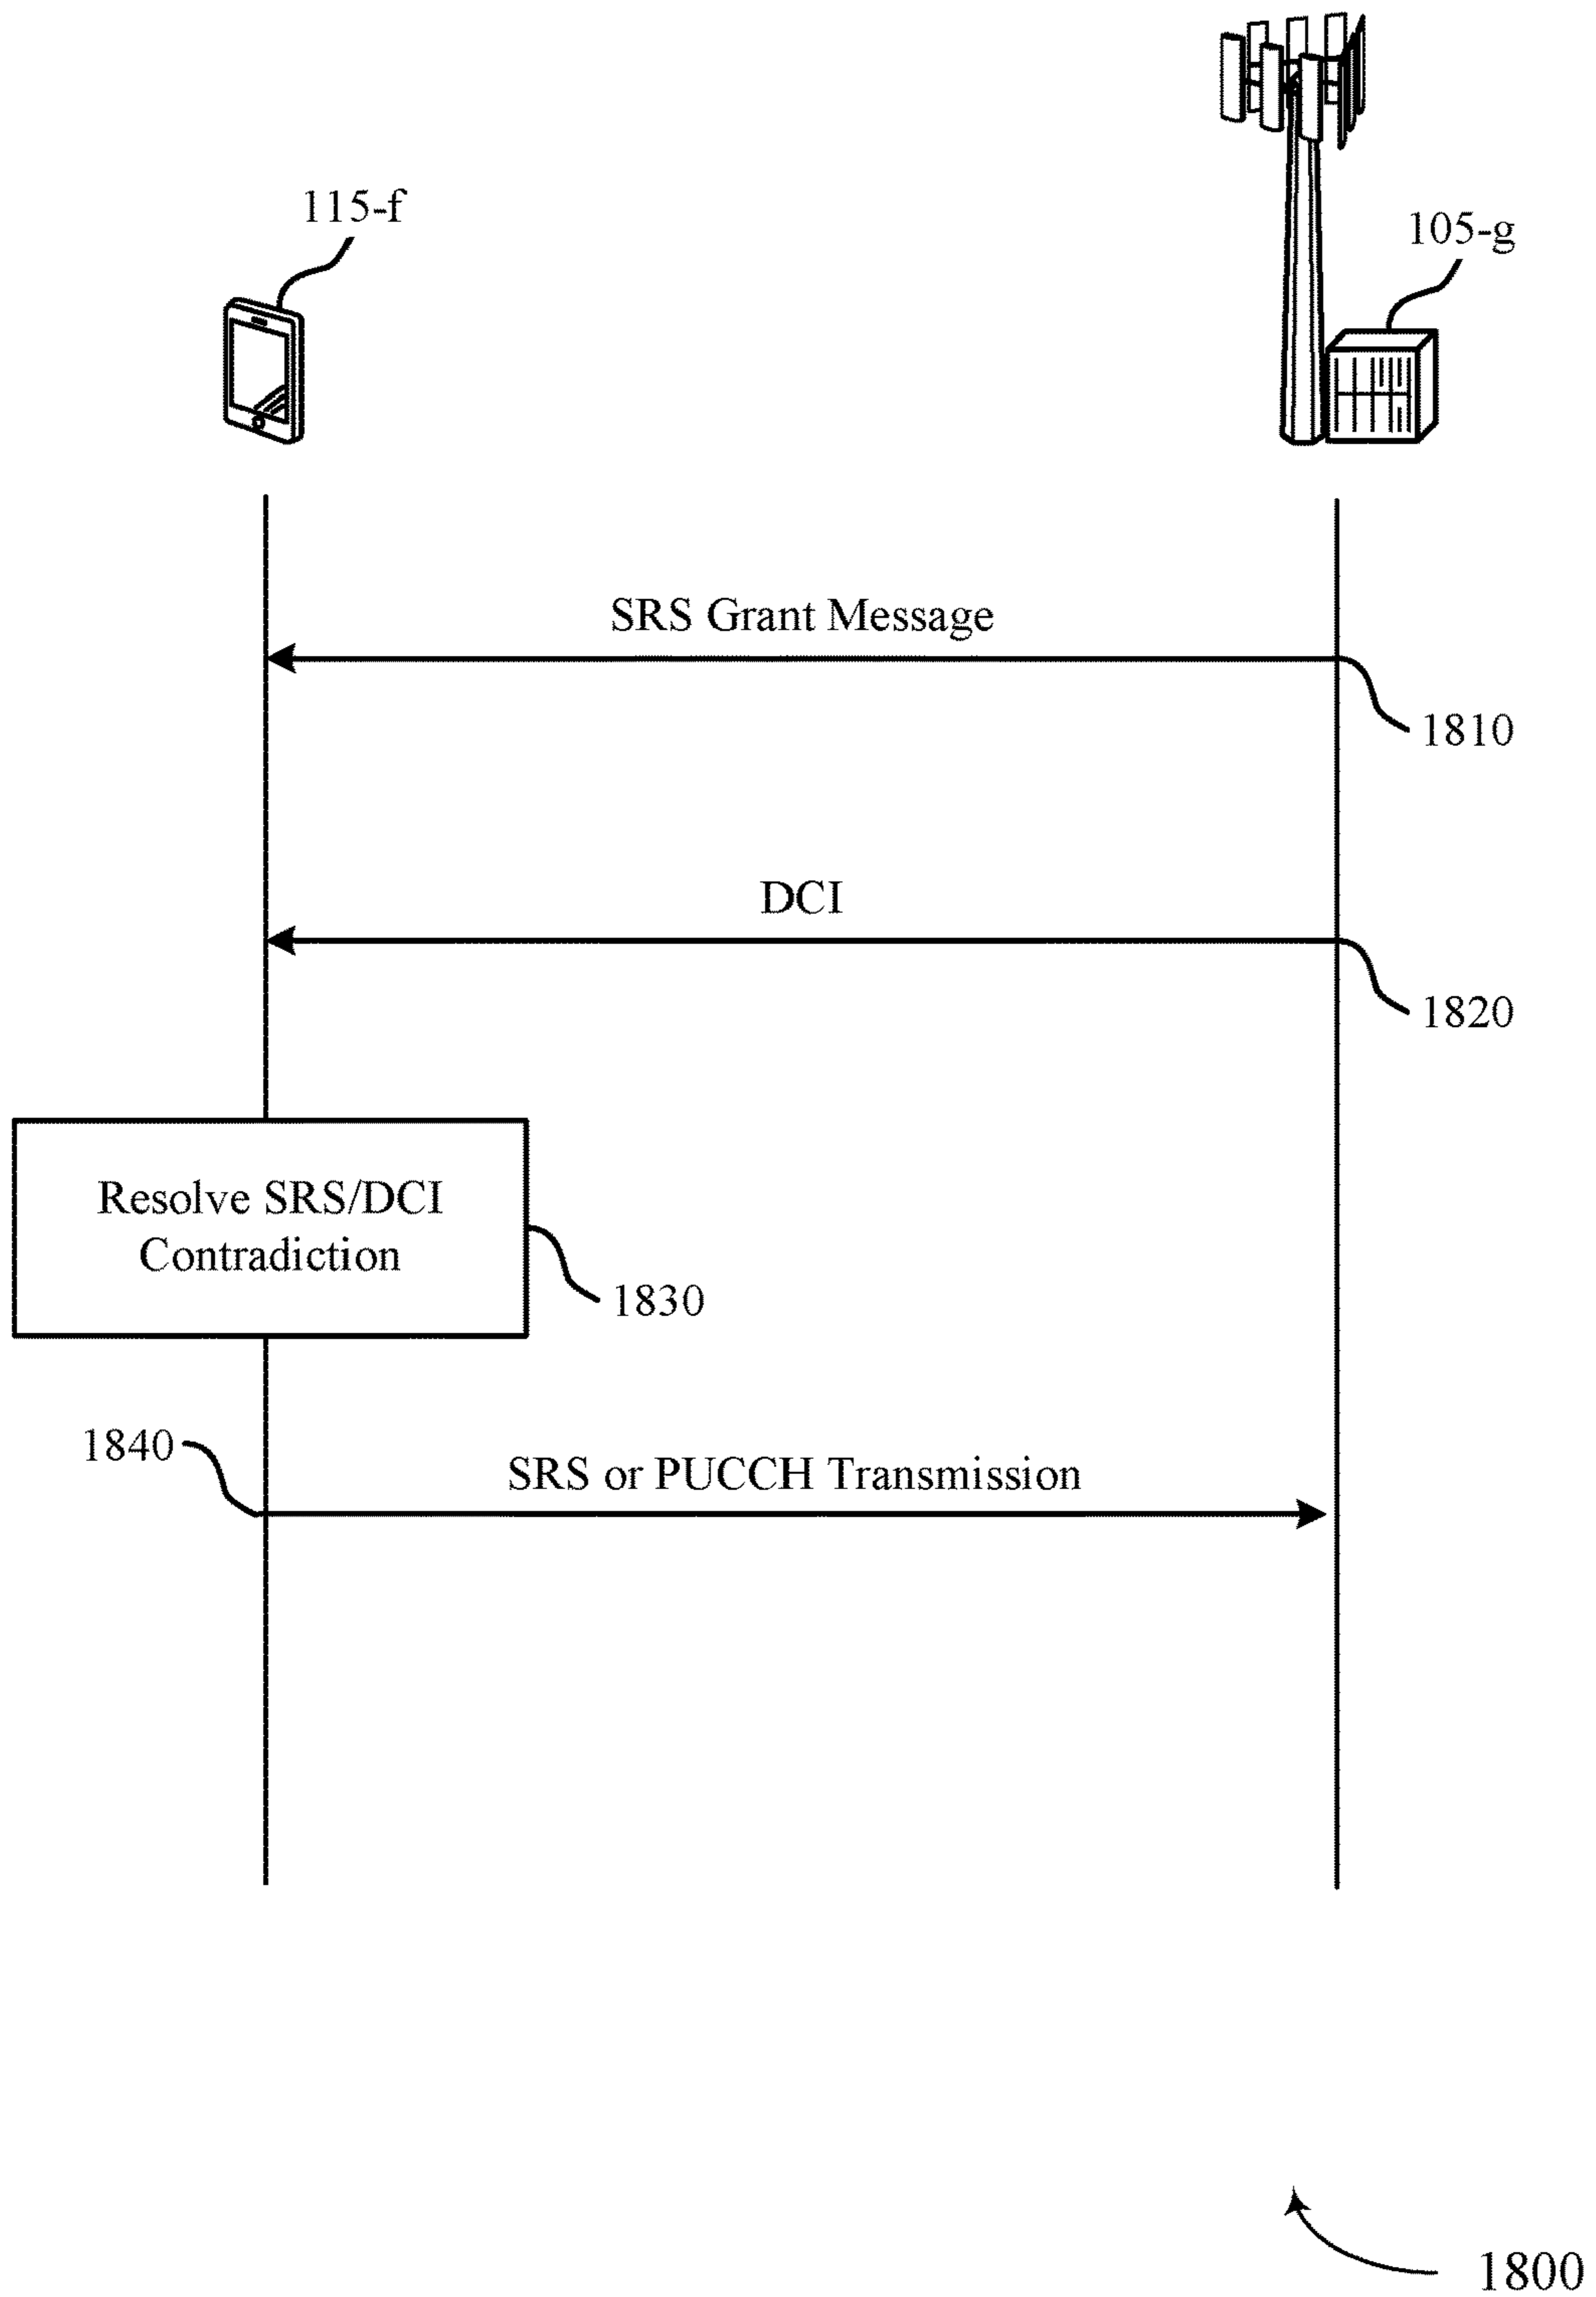 115-f
105-g
SRS Grant Message
1810
DCI
1820
Resolve SRS/DCI
Contradiction
1830
1840
SRS or PUCCH Transmission
1800